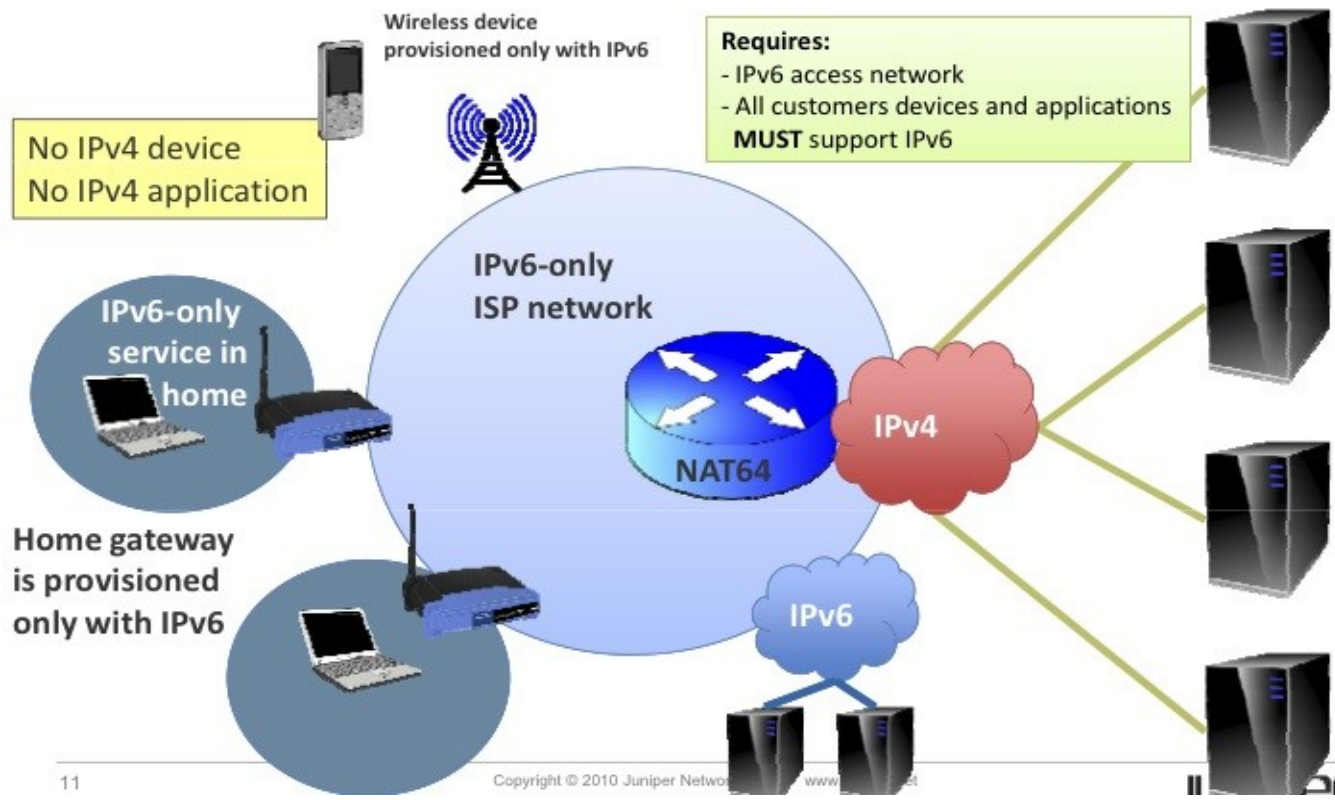 Wireless device
provisioned only with IPv6
Requires:
- IPv6 access network
- All customers devices and applications
MUST support IPv6
No IPv4 device
No IPv4 application
IPv6-only
ISP network
IPv6-only
service in
home
NAT64
IPv4
Home gateway
is provisioned
only with IPv6
IPv6
11
Copyright © 2010 Juniper